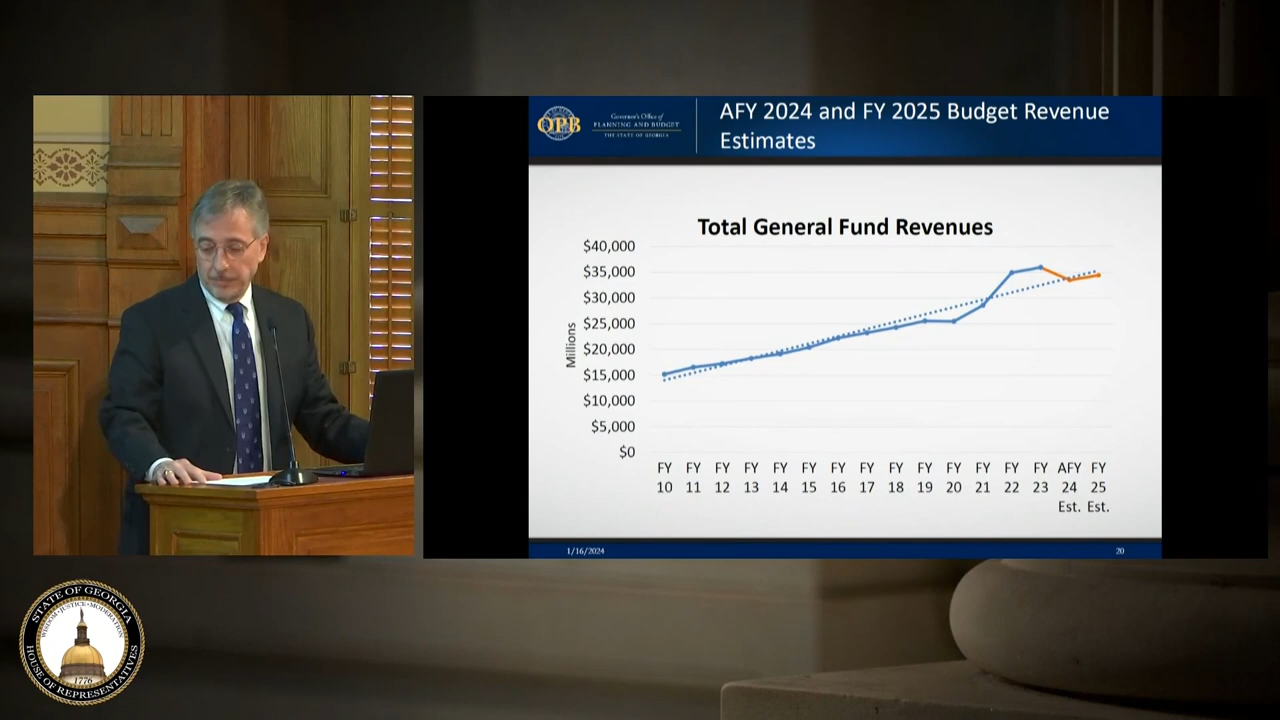 OPB
Governor's Office of
PLANNING AND BUDGET
THE STATE OF GEORGIA
AFY 2024 and FY 2025 Budget Revenue
Estimates
Total General Fund Revenues
$40,000
$35,000
$30,000
$25,000
$20,000
$15,000
$10,000
$5,000
$0
Millions
FY FY FY FY FY FY FY FY FY FY FY FY FY FY AFY FY
10 11 12 13 14 15 16 17 18 19 20 21 22 23 24 25
Est. Est.
1/16/2024 20
STATE OF GEORGIA
WISDOM • JUSTICE • MODERATION
1776
HOUSE OF REPRESENTATIVES